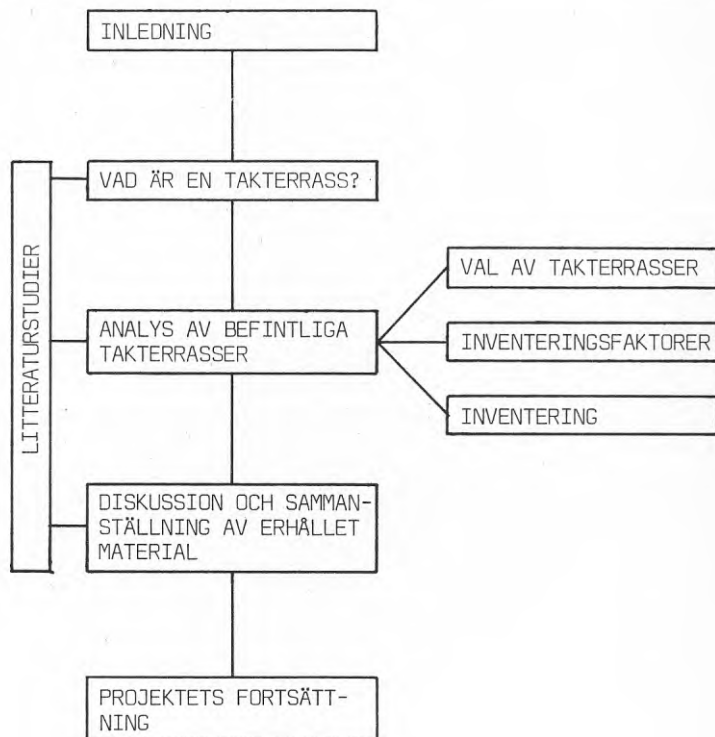 INLEDNING
LITTERATURSTUDIER
VAD ÄR EN TAKTERRASS?
ANALYS AV BEFINTLIGA
TAKTERRASSER
VAL AV TAKTERRASSER
INVENTERINGSFAKTORER
INVENTERING
DISKUSSION OCH SAMMAN-
STÄLLNING AV ERHÅLLET
MATERIAL
PROJEKTETS FORTSÄTT-
NING